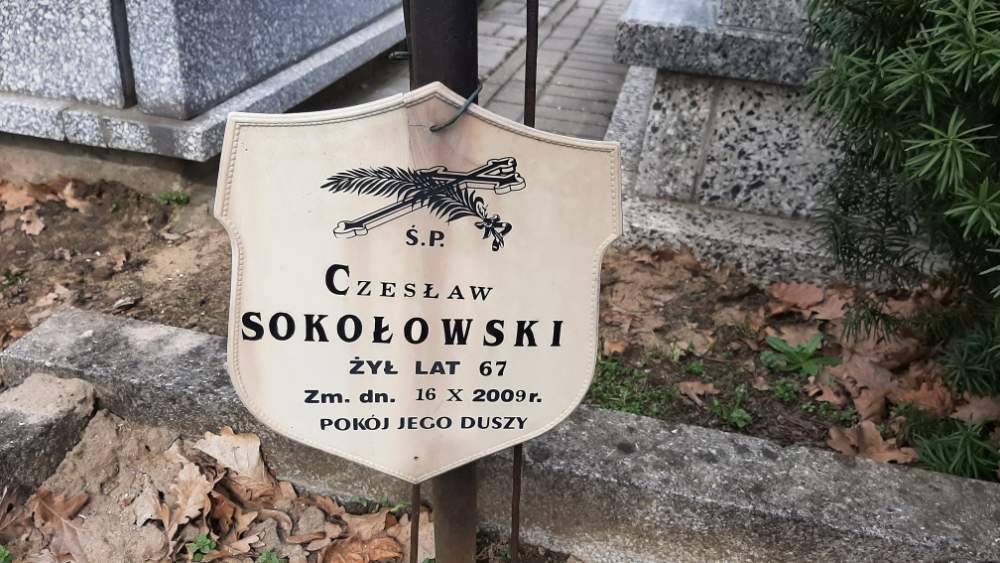 Ś.P.
CZESŁAW
SOKOŁOWSKI
ŻYŁ LAT 67
Zm. dn. 16 X 2009r.
POKÓJ JEGO DUSZY